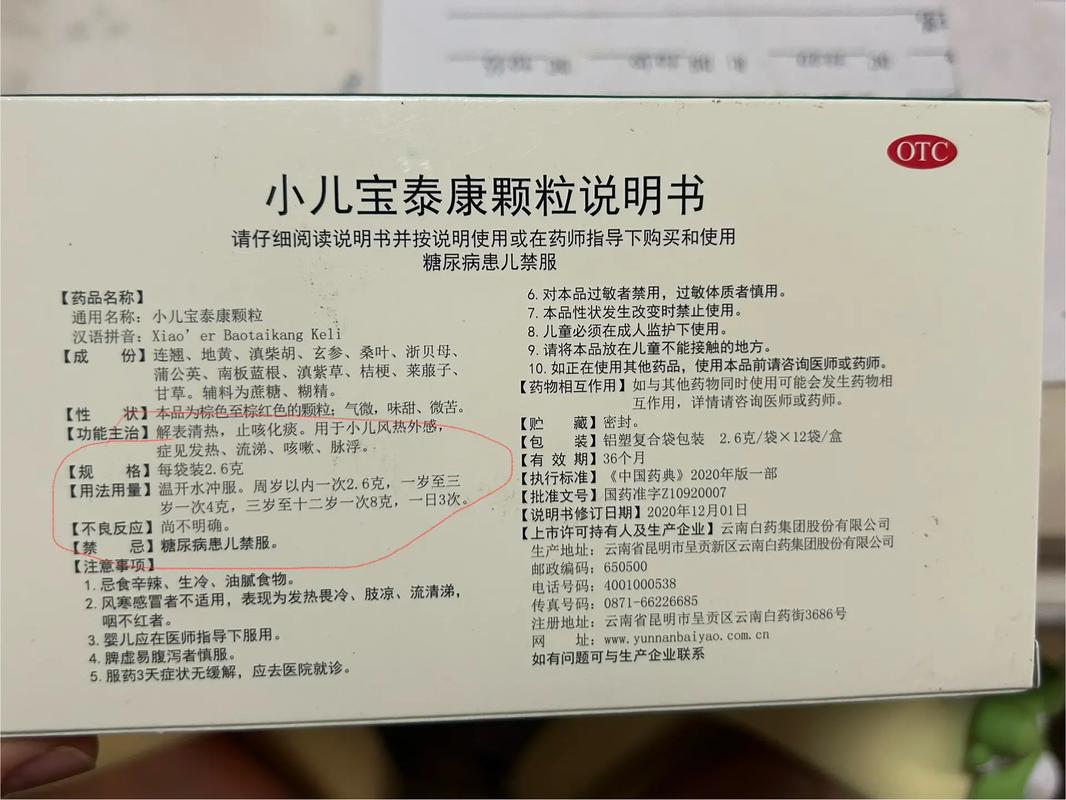 OTC
小儿宝泰康颗粒说明书
请仔细阅读说明书并按说明使用或在药师指导下购买和使用
糖尿病患儿禁服
【药品名称】
通用名称：小儿宝泰康颗粒
汉语拼音：Xiao’er Baotaikang Keli
【成 份】连翘、地黄、滇柴胡、玄参、桑叶、浙贝母、
蒲公英、南板蓝根、滇紫草、桔梗、莱菔子、
甘草。辅料为蔗糖、糊精。
【性 状】本品为棕色至棕红色的颗粒；气微，味甜、微苦。
【功能主治】解表清热，止咳化痰。用于小儿风热外感，
症见发热、流涕、咳嗽、脉浮。
【规 格】每袋装2.6克
【用法用量】温开水冲服。周岁以内一次2.6克，一岁至三
岁一次4克，三岁至十二岁一次8克，一日3次。
【不良反应】尚不明确。
【禁 忌】糖尿病患儿禁服。
【注意事项】
1.忌食辛辣、生冷、油腻食物。
2.风寒感冒者不适用，表现为发热畏冷、肢凉、流清涕，
咽不红者。
3.婴儿应在医师指导下服用。
4.脾虚易腹泻者慎服。
5.服药3天症状无缓解，应去医院就诊。
6.对本品过敏者禁用，过敏体质者慎用。
7.本品性状发生改变时禁止使用。
8.儿童必须在成人监护下使用。
9.请将本品放在儿童不能接触的地方。
10.如正在使用其他药品，使用本品前请咨询医师或药师。
【药物相互作用】如与其他药物同时使用可能会发生药物相
互作用，详情请咨询医师或药师。
【贮 藏】密封。
【包 装】铝塑复合袋包装 2.6克/袋×12袋/盒
【有 效 期】36个月
【执行标准】《中国药典》2020年版一部
【批准文号】国药准字Z10920007
【说明书修订日期】2020年12月01日
【上市许可持有人及生产企业】云南白药集团股份有限公司
生产地址：云南省昆明市呈贡新区云南白药集团股份有限公司
邮政编码：650500
电话号码：4001000538
传真号码：0871-66226685
注册地址：云南省昆明市呈贡区云南白药街3686号
网 址：www.yunnanbaiyao.com.cn
如有问题可与生产企业联系